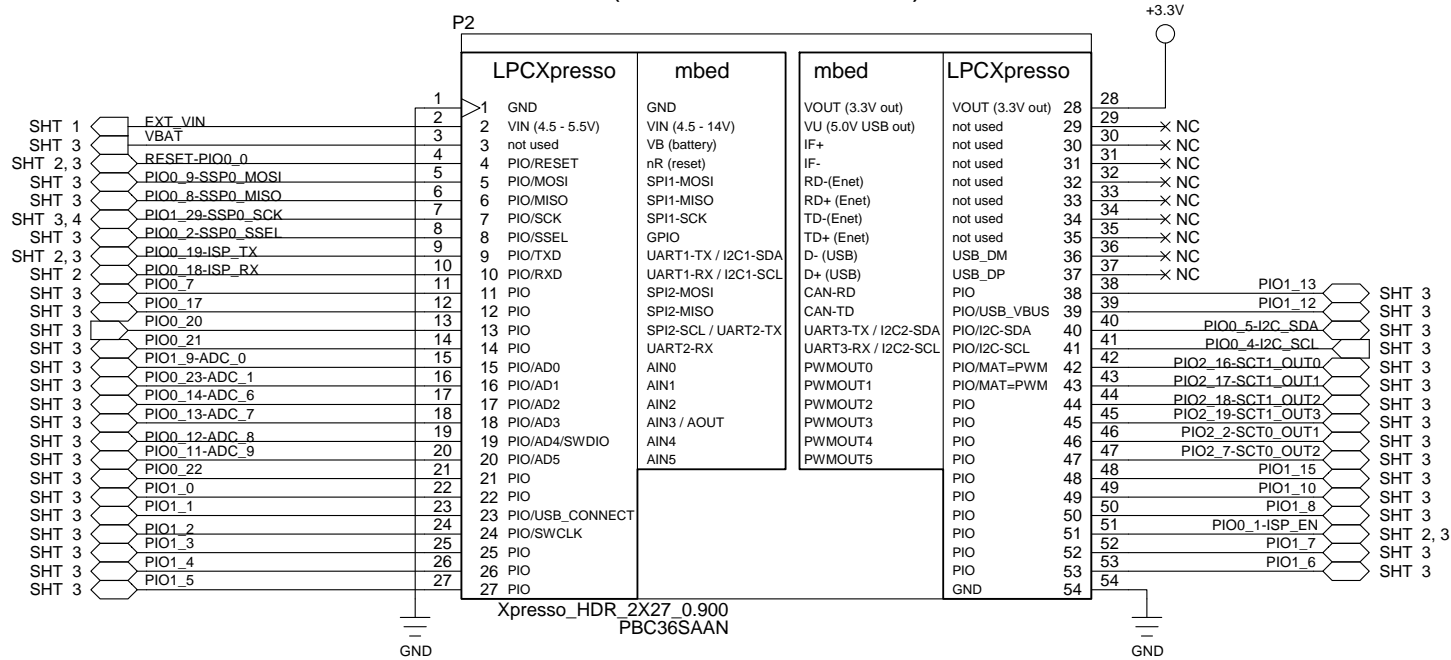 +3.3V
P2
LPCXpresso mbed mbed LPCXpresso
1 1 GND GND VOUT (3.3V out) VOUT (3.3V out) 28 28
SHT 1 EXT_VIN 2 2 VIN (4.5 - 5.5V) VIN (4.5 - 14V) VU (5.0V USB out) not used 29 29 NC
SHT 3 VBAT 3 3 not used VB (battery) IF+ not used 30 30 NC
SHT 2, 3 RESET-PIO0_0 4 4 PIO/RESET nR (reset) IF- not used 31 31 NC
SHT 3 PIO0_9-SSP0_MOSI 5 5 PIO/MOSI SPI1-MOSI RD-(Enet) not used 32 32 NC
SHT 3 PIO0_8-SSP0_MISO 6 6 PIO/MISO SPI1-MISO RD+ (Enet) not used 33 33 NC
SHT 3, 4 PIO1_29-SSP0_SCK 7 7 PIO/SCK SPI1-SCK TD-(Enet) not used 34 34 NC
SHT 3 PIO0_2-SSP0_SSEL 8 8 PIO/SSEL GPIO TD+ (Enet) not used 35 35 NC
SHT 2, 3 PIO0_19-ISP_TX 9 9 PIO/TXD UART1-TX / I2C1-SDA D- (USB) USB_DM 36 36 NC
SHT 2 PIO0_18-ISP_RX 10 10 PIO/RXD UART1-RX / I2C1-SCL D+ (USB) USB_DP 37 37 NC
SHT 3 PIO0_7 11 11 PIO SPI2-MOSI CAN-RD PIO 38 38 PIO1_13 SHT 3
SHT 3 PIO0_17 12 12 PIO SPI2-MISO CAN-TD PIO/USB_VBUS 39 39 PIO1_12 SHT 3
SHT 3 PIO0_20 13 13 PIO SPI2-SCL / UART2-TX UART3-TX / I2C2-SDA PIO/I2C-SDA 40 40 PIO0_5-I2C_SDA SHT 3
SHT 3 PIO0_21 14 14 PIO UART2-RX UART3-RX / I2C2-SCL PIO/I2C-SCL 41 41 PIO0_4-I2C_SCL SHT 3
SHT 3 PIO1_9-ADC_0 15 15 PIO/AD0 AIN0 PWMOUT0 PIO/MAT=PWM 42 42 PIO2_16-SCT1_OUT0 SHT 3
SHT 3 PIO0_23-ADC_1 16 16 PIO/AD1 AIN1 PWMOUT1 PIO/MAT=PWM 43 43 PIO2_17-SCT1_OUT1 SHT 3
SHT 3 PIO0_14-ADC_6 17 17 PIO/AD2 AIN2 PWMOUT2 PIO 44 44 PIO2_18-SCT1_OUT2 SHT 3
SHT 3 PIO0_13-ADC_7 18 18 PIO/AD3 AIN3 / AOUT PWMOUT3 PIO 45 45 PIO2_19-SCT1_OUT3 SHT 3
SHT 3 PIO0_12-ADC_8 19 19 PIO/AD4/SWDIO AIN4 PWMOUT4 PIO 46 46 PIO2_2-SCT0_OUT1 SHT 3
SHT 3 PIO0_11-ADC_9 20 20 PIO/AD5 AIN5 PWMOUT5 PIO 47 47 PIO2_7-SCT0_OUT2 SHT 3
SHT 3 PIO0_22 21 21 PIO PIO 48 48 PIO1_15 SHT 3
SHT 3 PIO1_0 22 22 PIO PIO 49 49 PIO1_10 SHT 3
SHT 3 PIO1_1 23 23 PIO/USB_CONNECT PIO 50 50 PIO1_8 SHT 3
SHT 3 PIO1_2 24 24 PIO/SWCLK PIO 51 51 PIO0_1-ISP_EN SHT 2, 3
SHT 3 PIO1_3 25 25 PIO PIO 52 52 PIO1_7 SHT 3
SHT 3 PIO1_4 26 26 PIO PIO 53 53 PIO1_6 SHT 3
SHT 3 PIO1_5 27 27 PIO GND 54 54
Xpresso_HDR_2X27_0.900
PBC36SAAN
GND GND